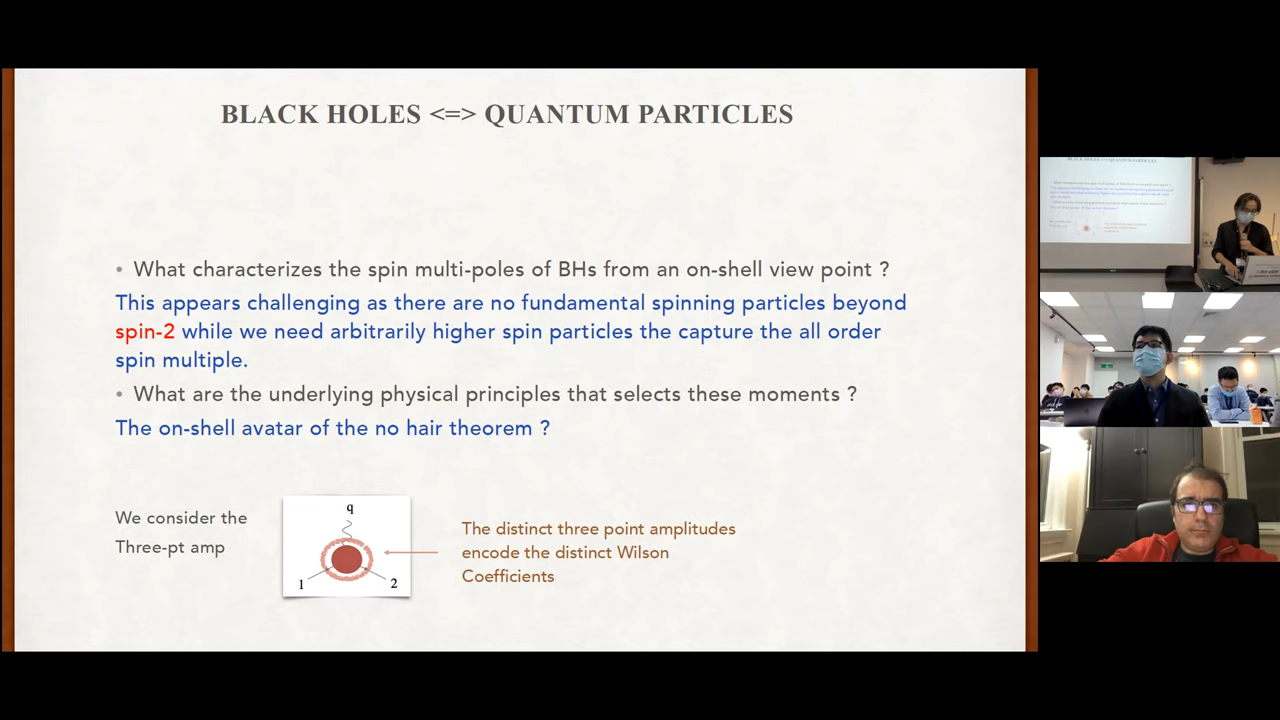 BLACK HOLES <=> QUANTUM PARTICLES
• What characterizes the spin multi-poles of BHs from an on-shell view point ?
This appears challenging as there are no fundamental spinning particles beyond
spin-2 while we need arbitrarily higher spin particles the capture the all order
spin multiple.
• What are the underlying physical principles that selects these moments ?
The on-shell avatar of the no hair theorem ?
We consider the
Three-pt amp
q
1
2
The distinct three point amplitudes
encode the distinct Wilson
Coefficients